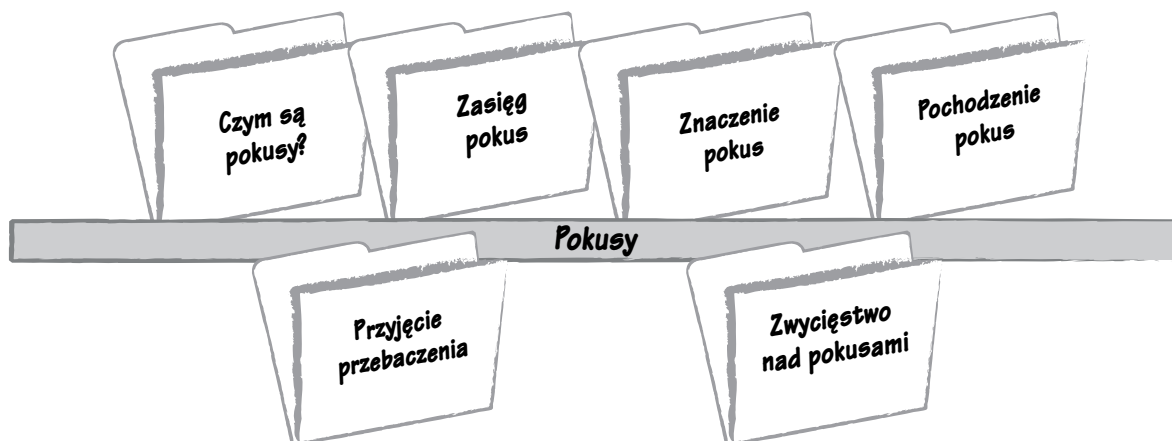 Czym są
pokusy?
Zasięg
pokus
Znaczenie
pokus
Pochodzenie
pokus
Pokusy
Przyjęcie
przebaczenia
Zwycięstwo
nad pokusami